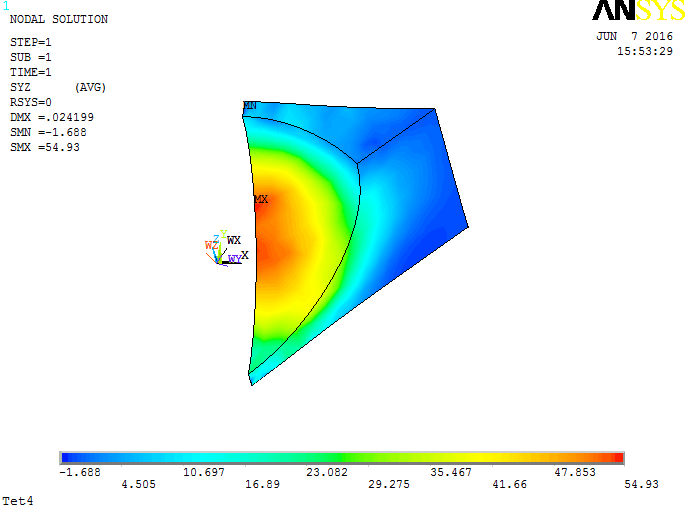 1
NODAL SOLUTION
STEP=1
SUB =1
TIME=1
SYZ (AVG)
RSYS=0
DMX =.024199
SMN =-1.688
SMX =54.93
ANSYS
JUN 7 2016
15:53:29
MN
MX
Z
WZ
WX
WY
X
-1.688 10.697 23.082 35.467 47.853 54.93
4.505 16.89 29.275 41.66
Tet4